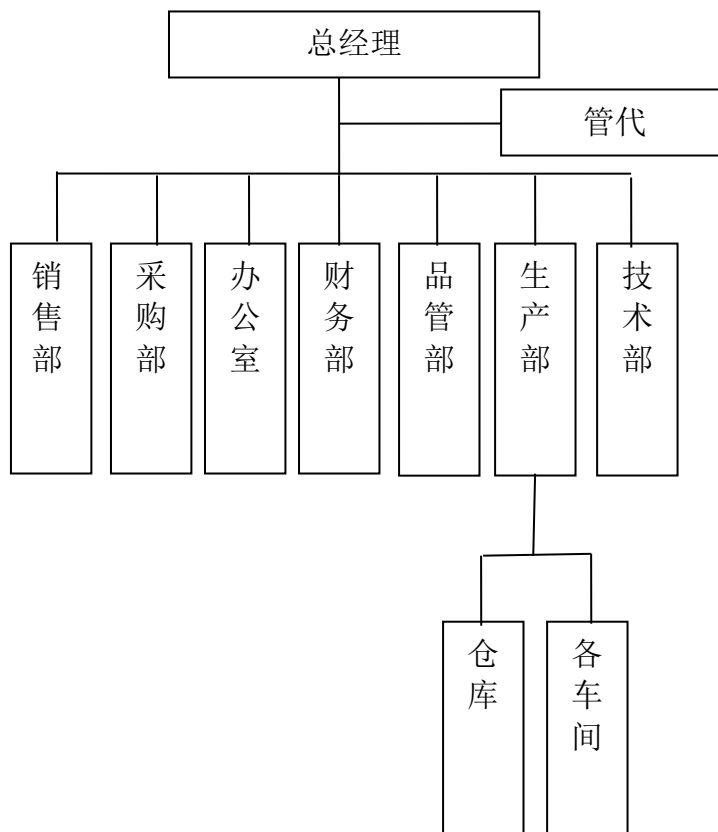 总经理
管代
销售部
采购部
办公室
财务部
品管部
生产部
技术部
仓库
各车间